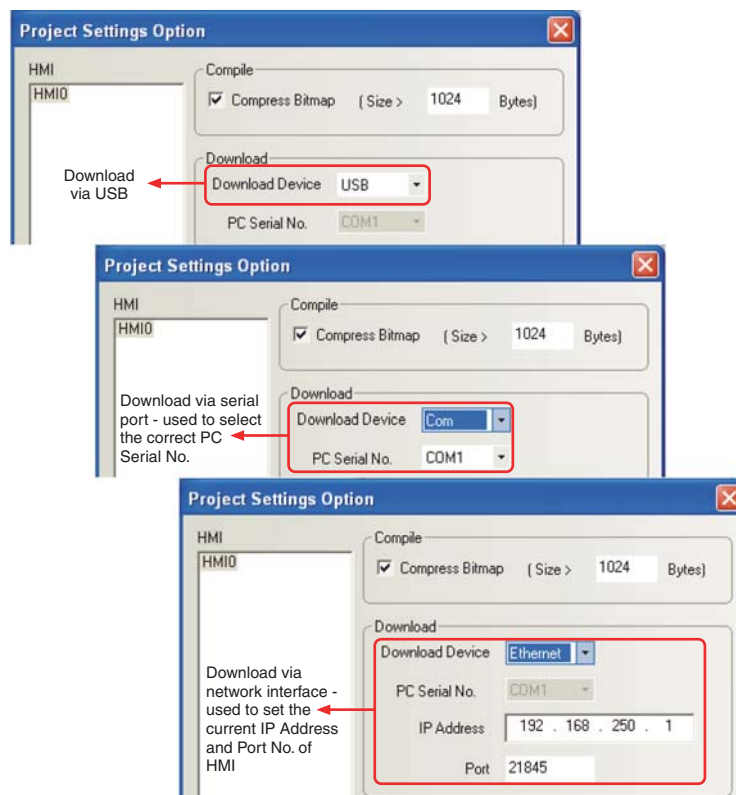 Project Settings Option
HMI
HMI0
Compile
Compress Bitmap ( Size > 1024 Bytes)
Download
Download Device USB
PC Serial No. COM1
Download
via USB
Project Settings Option
HMI
HMI0
Compile
Compress Bitmap ( Size > 1024 Bytes)
Download
Download Device Com
PC Serial No. COM1
Download via serial
port - used to select
the correct PC
Serial No.
Project Settings Option
HMI
HMI0
Compile
Compress Bitmap ( Size > 1024 Bytes)
Download
Download Device Ethernet
PC Serial No. COM1
IP Address 192 . 168 . 250 . 1
Port 21845
Download via
network interface -
used to set the
current IP Address
and Port No. of
HMI